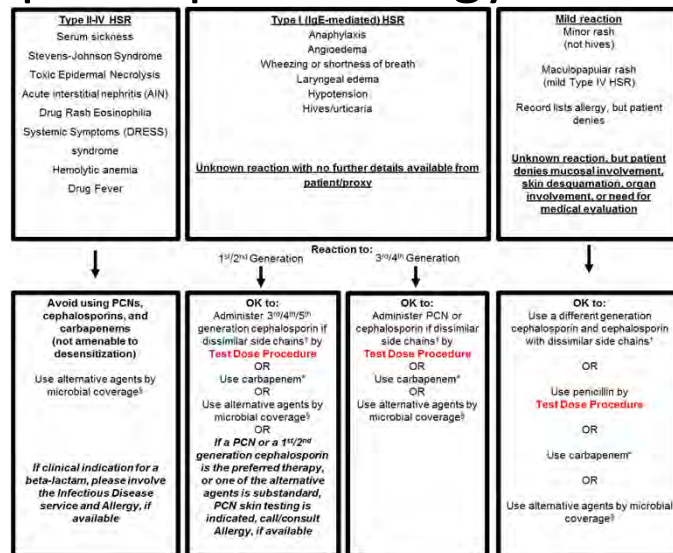 Type II-IV HSR
Serum sickness
Stevens-Johnson Syndrome
Toxic Epidermal Necrolysis
Acute interstitial nephritis (AIN)
Drug Rash Eosinophilia
Systemic Symptoms (DRESS)
syndrome
Hemolytic anemia
Drug Fever
Type I (IgE-mediated) HSR
Anaphylaxis
Angioedema
Wheezing or shortness of breath
Laryngeal edema
Hypotension
Hives/urticaria
Unknown reaction with no further details available from
patient/proxy
Mild reaction
Minor rash
(not hives)
Maculopapular rash
(mild Type IV HSR)
Record lists allergy, but patient
denies
Unknown reaction, but patient
denies mucosal involvement,
skin desquamation, organ
involvement, or need for
medical evaluation
Reaction to:
1st/2nd Generation
3rd/4th Generation
Avoid using PCNs,
cephalosporins, and
carbapenems
(not amenable to
desensitization)
Use alternative agents by
microbial coverage§
If clinical indication for a
beta-lactam, please involve
the Infectious Disease
service and Allergy, if
available
OK to:
Administer 3rd/4th/5th
generation cephalosporin if
dissimilar side chains† by
Test Dose Procedure
OR
Use carbapenem*
OR
Use alternative agents by
microbial coverage§
OR
If a PCN or a 1st/2nd
generation cephalosporin
is the preferred therapy,
or one of the alternative
agents is substandard,
PCN skin testing is
indicated, call/consult
Allergy, if available
OK to:
Administer PCN or
cephalosporin if dissimilar
side chains† by
Test Dose Procedure
OR
Use carbapenem*
OR
Use alternative agents by
microbial coverage§
OK to:
Use a different generation
cephalosporin and cephalosporin
with dissimilar side chains†
OR
Use penicillin by
Test Dose Procedure
OR
Use carbapenem*
OR
Use alternative agents by microbial
coverage§